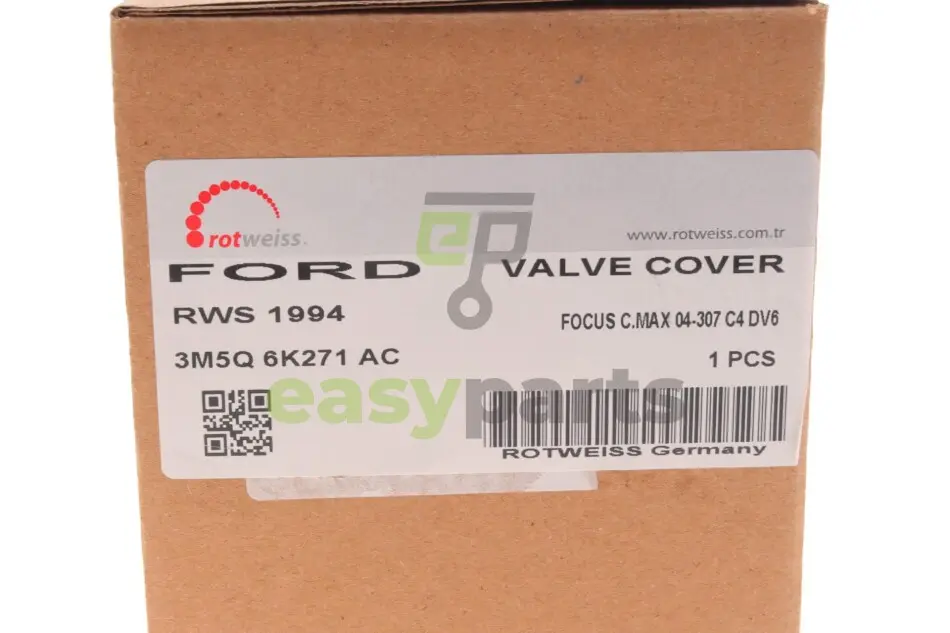 rotweiss.
www.rotweiss.com.tr
FORD VALVE COVER
RWS 1994
FOCUS C.MAX 04-307 C4 DV6
3M5Q 6K271 AC
1 PCS
ep
easyparts
ROTWEISS Germany